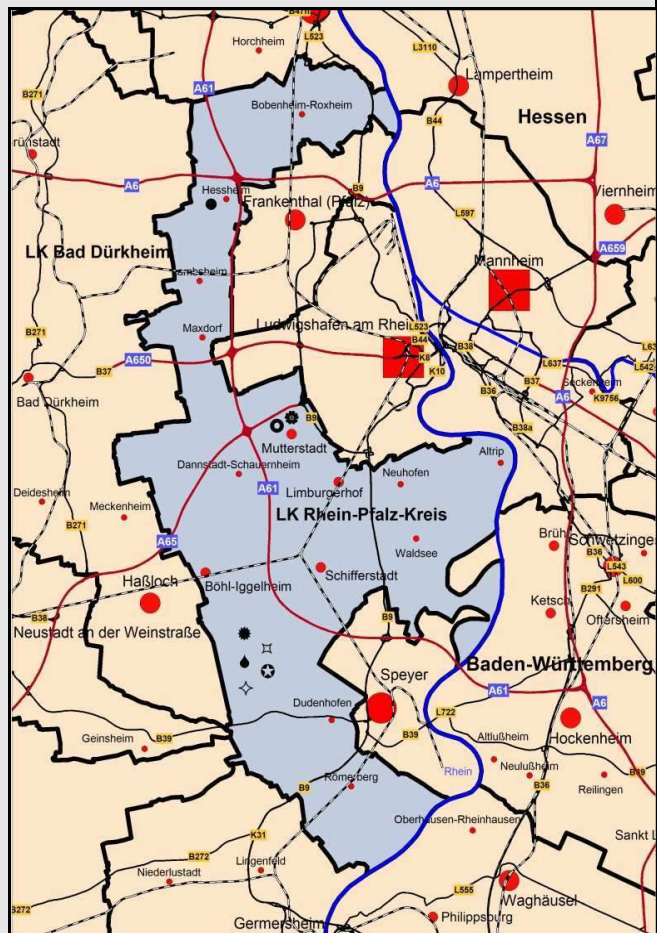 B47n
L523
Horchheim
L3110
A61
B271
Lampertheim
Bobenheim-Roxheim
B44
Hessen
A67
A6
B9
A6
Hessheim
Frankenthal (Pfalz)
L597
A659
LK Bad Dürkheim
Mannheim
Maxdorf
Ludwigshafen am Rhei
L523
B271
B44
B38
A650
K8
L637
B37
K10
B37
L542
Bad Dürkheim
B36
A6
K9756
B9
B38a
Mutterstadt
Altrip
Dannstadt-Schauernheim
Neuhofen
A61
Limburgerhof
Deidesheim
Meckenheim
LK Rhein-Pfalz-Kreis
B271
Waldsee
Brühl
A65
B36
Schwetzinge
L543
Haßloch
Böhl-Iggelheim
Schifferstadt
B291
L600
Ketsch
B38
Oftersheim
B9
Neustadt an der Weinstraße
Baden-Württemberg
Speyer
A61
A6
Dudenhofen
L722
Hockenheim
B39
B39
Altlußheim
Geinsheim
Rhein
Neulußheim
Römerberg
B9
B36
Reilingen
Oberhausen-Rheinhausen
K31
Sankt L
B272
Lingenfeld
Niederlustadt
L555
Waghäusel
B272
Germersheim
Philippsburg